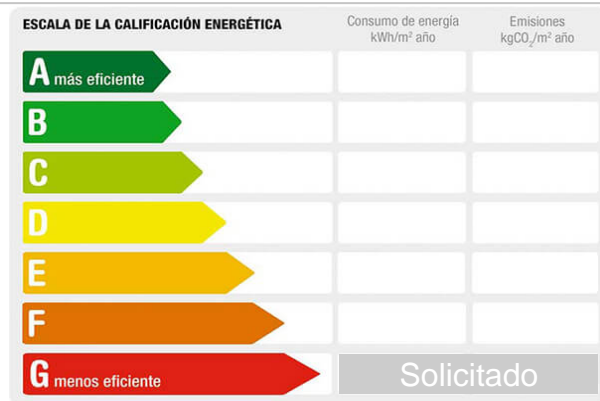 ESCALA DE LA CALIFICACIÓN ENERGÉTICA
Consumo de energía
kWh/m² año
Emisiones
kgCO₂/m² año
A más eficiente
B
C
D
E
F
G menos eficiente
Solicitado